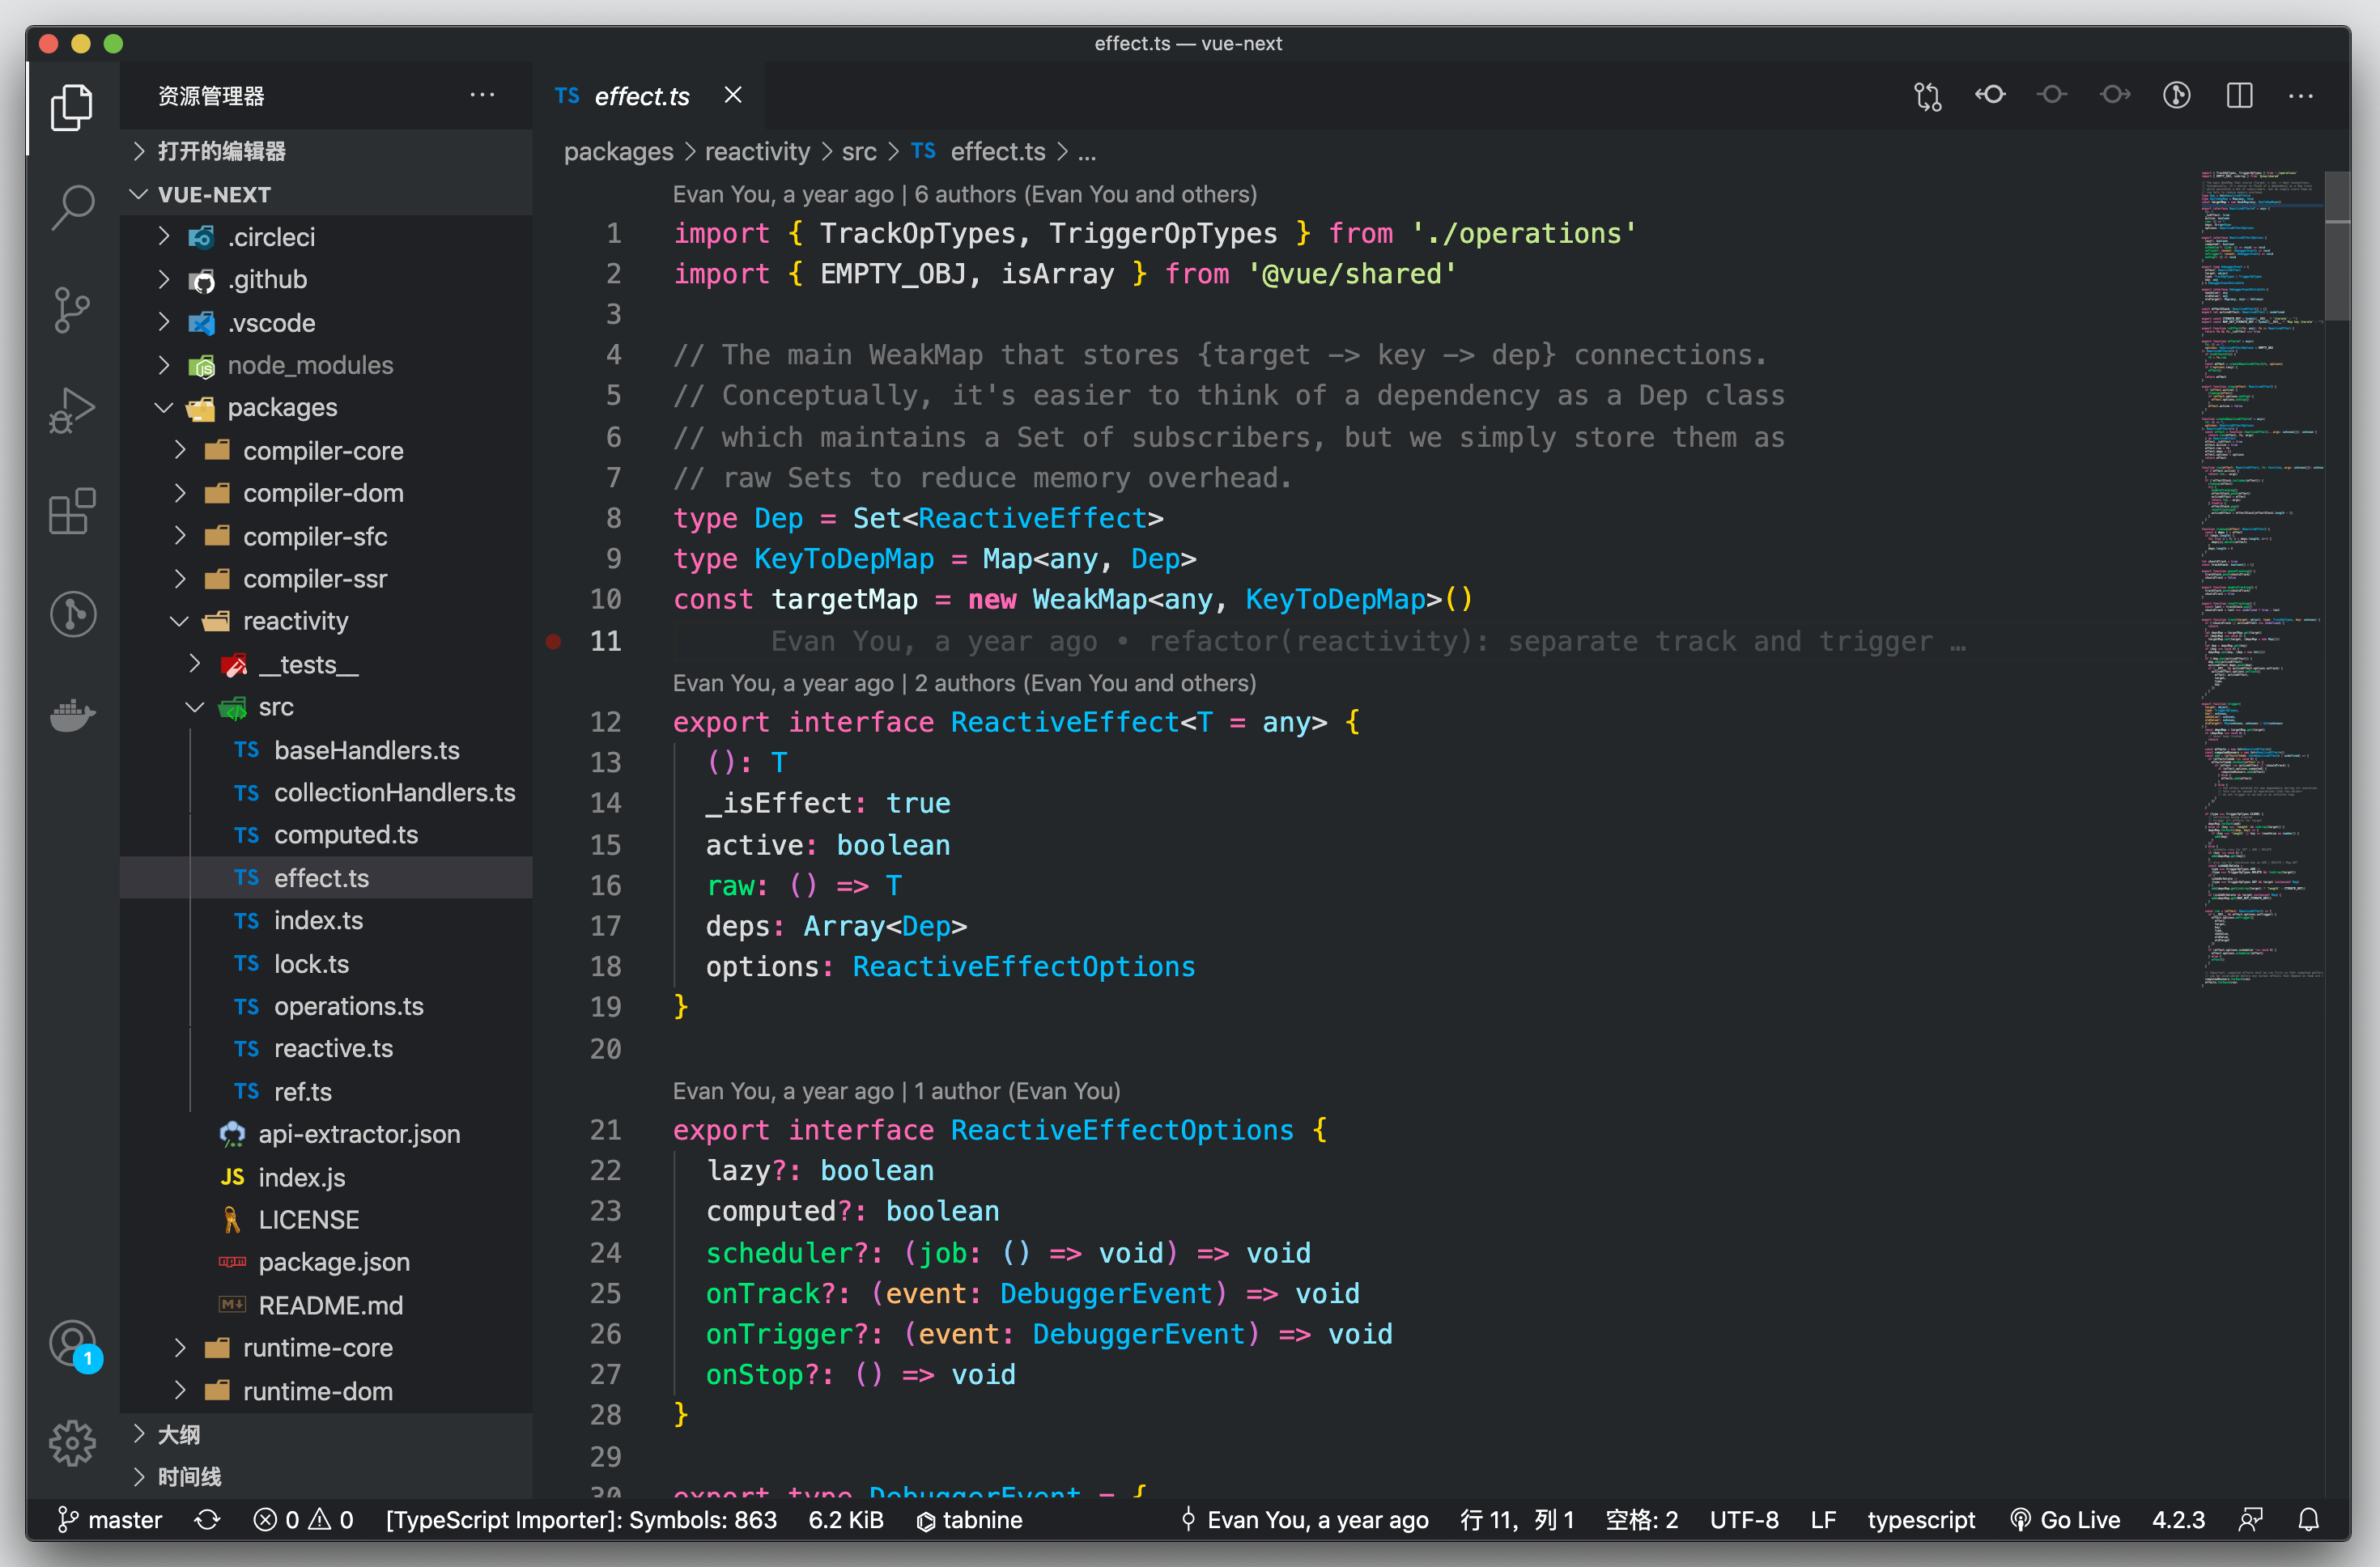 effect.ts — vue-next
资源管理器
打开的编辑器
VUE-NEXT
.circleci
.github
.vscode
node_modules
packages
compiler-core
compiler-dom
compiler-sfc
compiler-ssr
reactivity
__tests__
src
TS baseHandlers.ts
TS collectionHandlers.ts
TS computed.ts
TS effect.ts
TS index.ts
TS lock.ts
TS operations.ts
TS reactive.ts
TS ref.ts
api-extractor.json
JS index.js
LICENSE
package.json
README.md
runtime-core
runtime-dom
大纲
时间线
1
TS effect.ts
packages > reactivity > src > TS effect.ts > ...
Evan You, a year ago | 6 authors (Evan You and others)
1 import { TrackOpTypes, TriggerOpTypes } from './operations'
2 import { EMPTY_OBJ, isArray } from '@vue/shared'
3
4 // The main WeakMap that stores {target -> key -> dep} connections.
5 // Conceptually, it's easier to think of a dependency as a Dep class
6 // which maintains a Set of subscribers, but we simply store them as
7 // raw Sets to reduce memory overhead.
8 type Dep = Set<ReactiveEffect>
9 type KeyToDepMap = Map<any, Dep>
10 const targetMap = new WeakMap<any, KeyToDepMap>()
11 Evan You, a year ago • refactor(reactivity): separate track and trigger …
Evan You, a year ago | 2 authors (Evan You and others)
12 export interface ReactiveEffect<T = any> {
13 (): T
14 _isEffect: true
15 active: boolean
16 raw: () => T
17 deps: Array<Dep>
18 options: ReactiveEffectOptions
19 }
20
Evan You, a year ago | 1 author (Evan You)
21 export interface ReactiveEffectOptions {
22 lazy?: boolean
23 computed?: boolean
24 scheduler?: (job: () => void) => void
25 onTrack?: (event: DebuggerEvent) => void
26 onTrigger?: (event: DebuggerEvent) => void
27 onStop?: () => void
28 }
29
30 export type DebuggerEvent = {
master 0 0 [TypeScript Importer]: Symbols: 863 6.2 KiB tabnine Evan You, a year ago 行 11，列 1 空格: 2 UTF-8 LF typescript Go Live 4.2.3